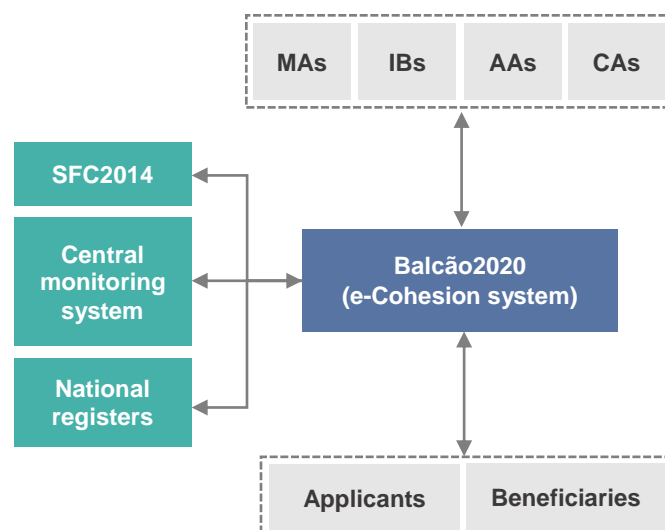 MAs IBs AAs CAs
SFC2014
Central
monitoring
system
Balcão2020
(e-Cohesion system)
National
registers
Applicants Beneficiaries